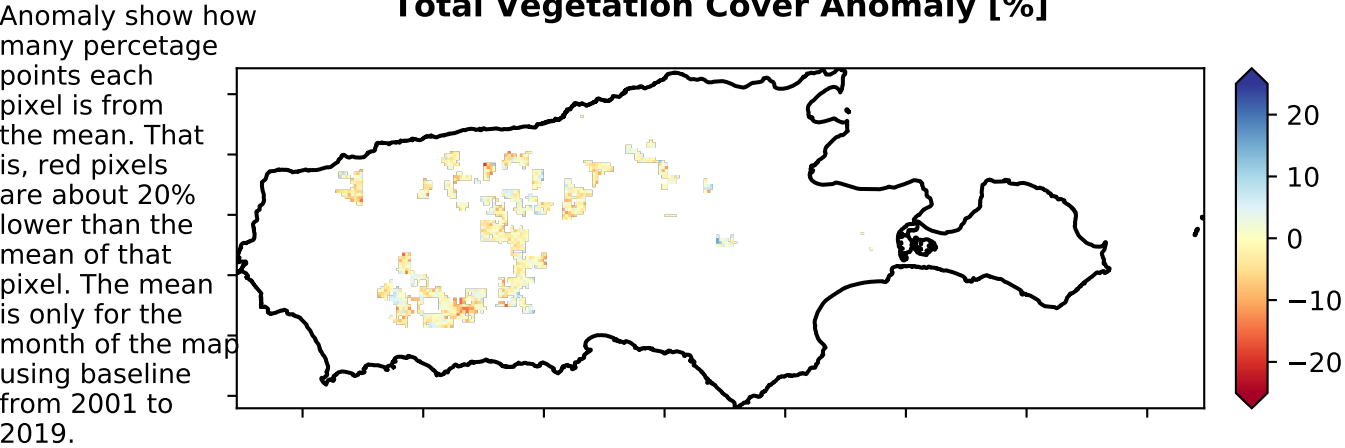 Total Vegetation Cover Anomaly [%]
Anomaly show how
many percetage
points each
pixel is from
the mean. That
is, red pixels
are about 20%
lower than the
mean of that
pixel. The mean
is only for the
month of the map
using baseline
from 2001 to
2019.
20
10
0
−10
−20